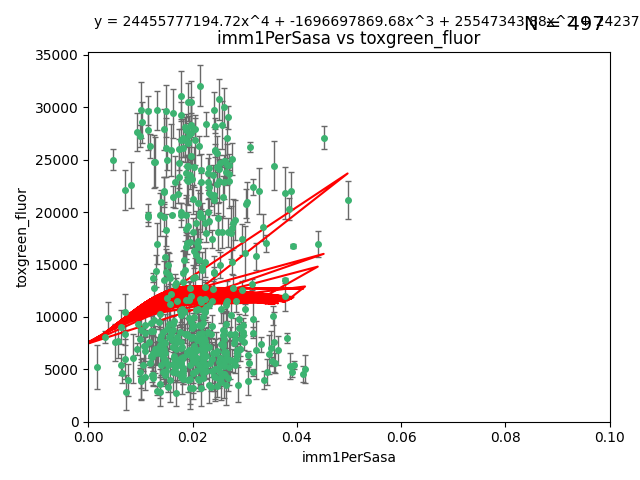 y = 24455777194.72x^4 + -1696697869.68x^3 +
N = 497
imm1PerSasa vs toxgreen_fluor
35000
30000
25000
20000
15000
10000
5000
0
toxgreen_fluor
0.00 0.02 0.04 0.06 0.08 0.10
imm1PerSasa